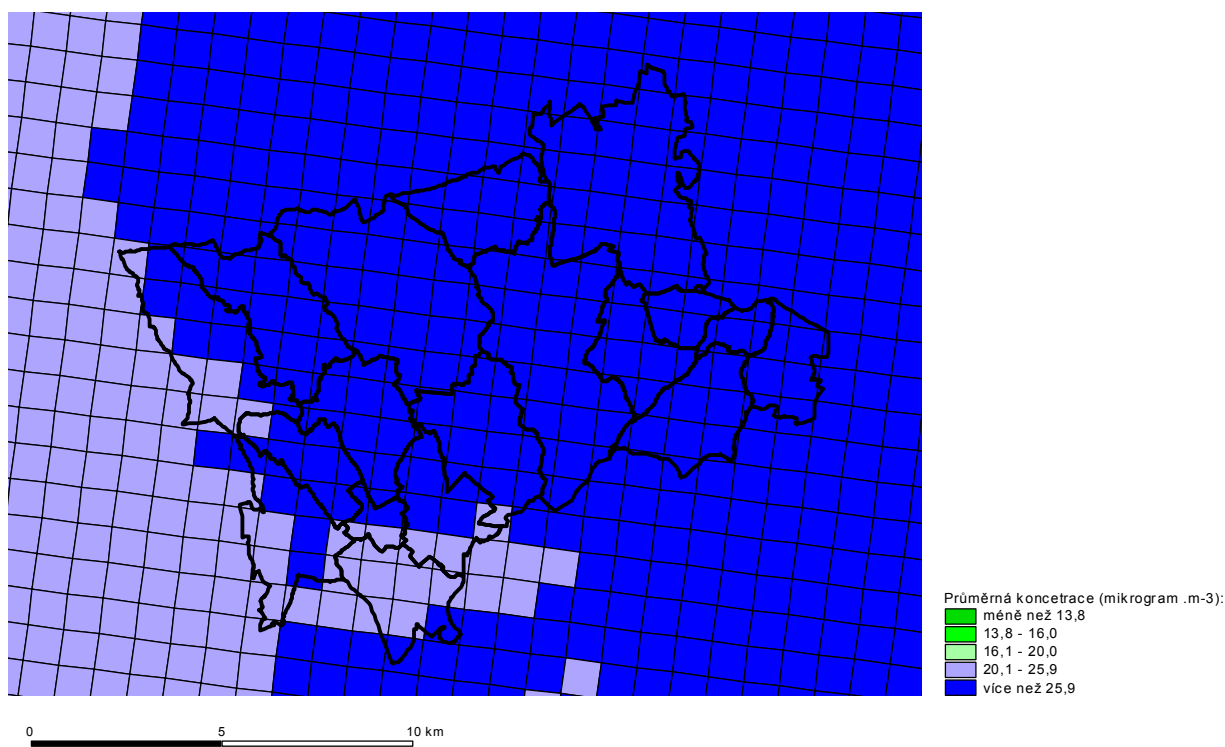 Průměrná koncetrace (mikrogram .m-3):
méně než 13,8
13,8 - 16,0
16,1 - 20,0
20,1 - 25,9
více než 25,9
0 5 10 km